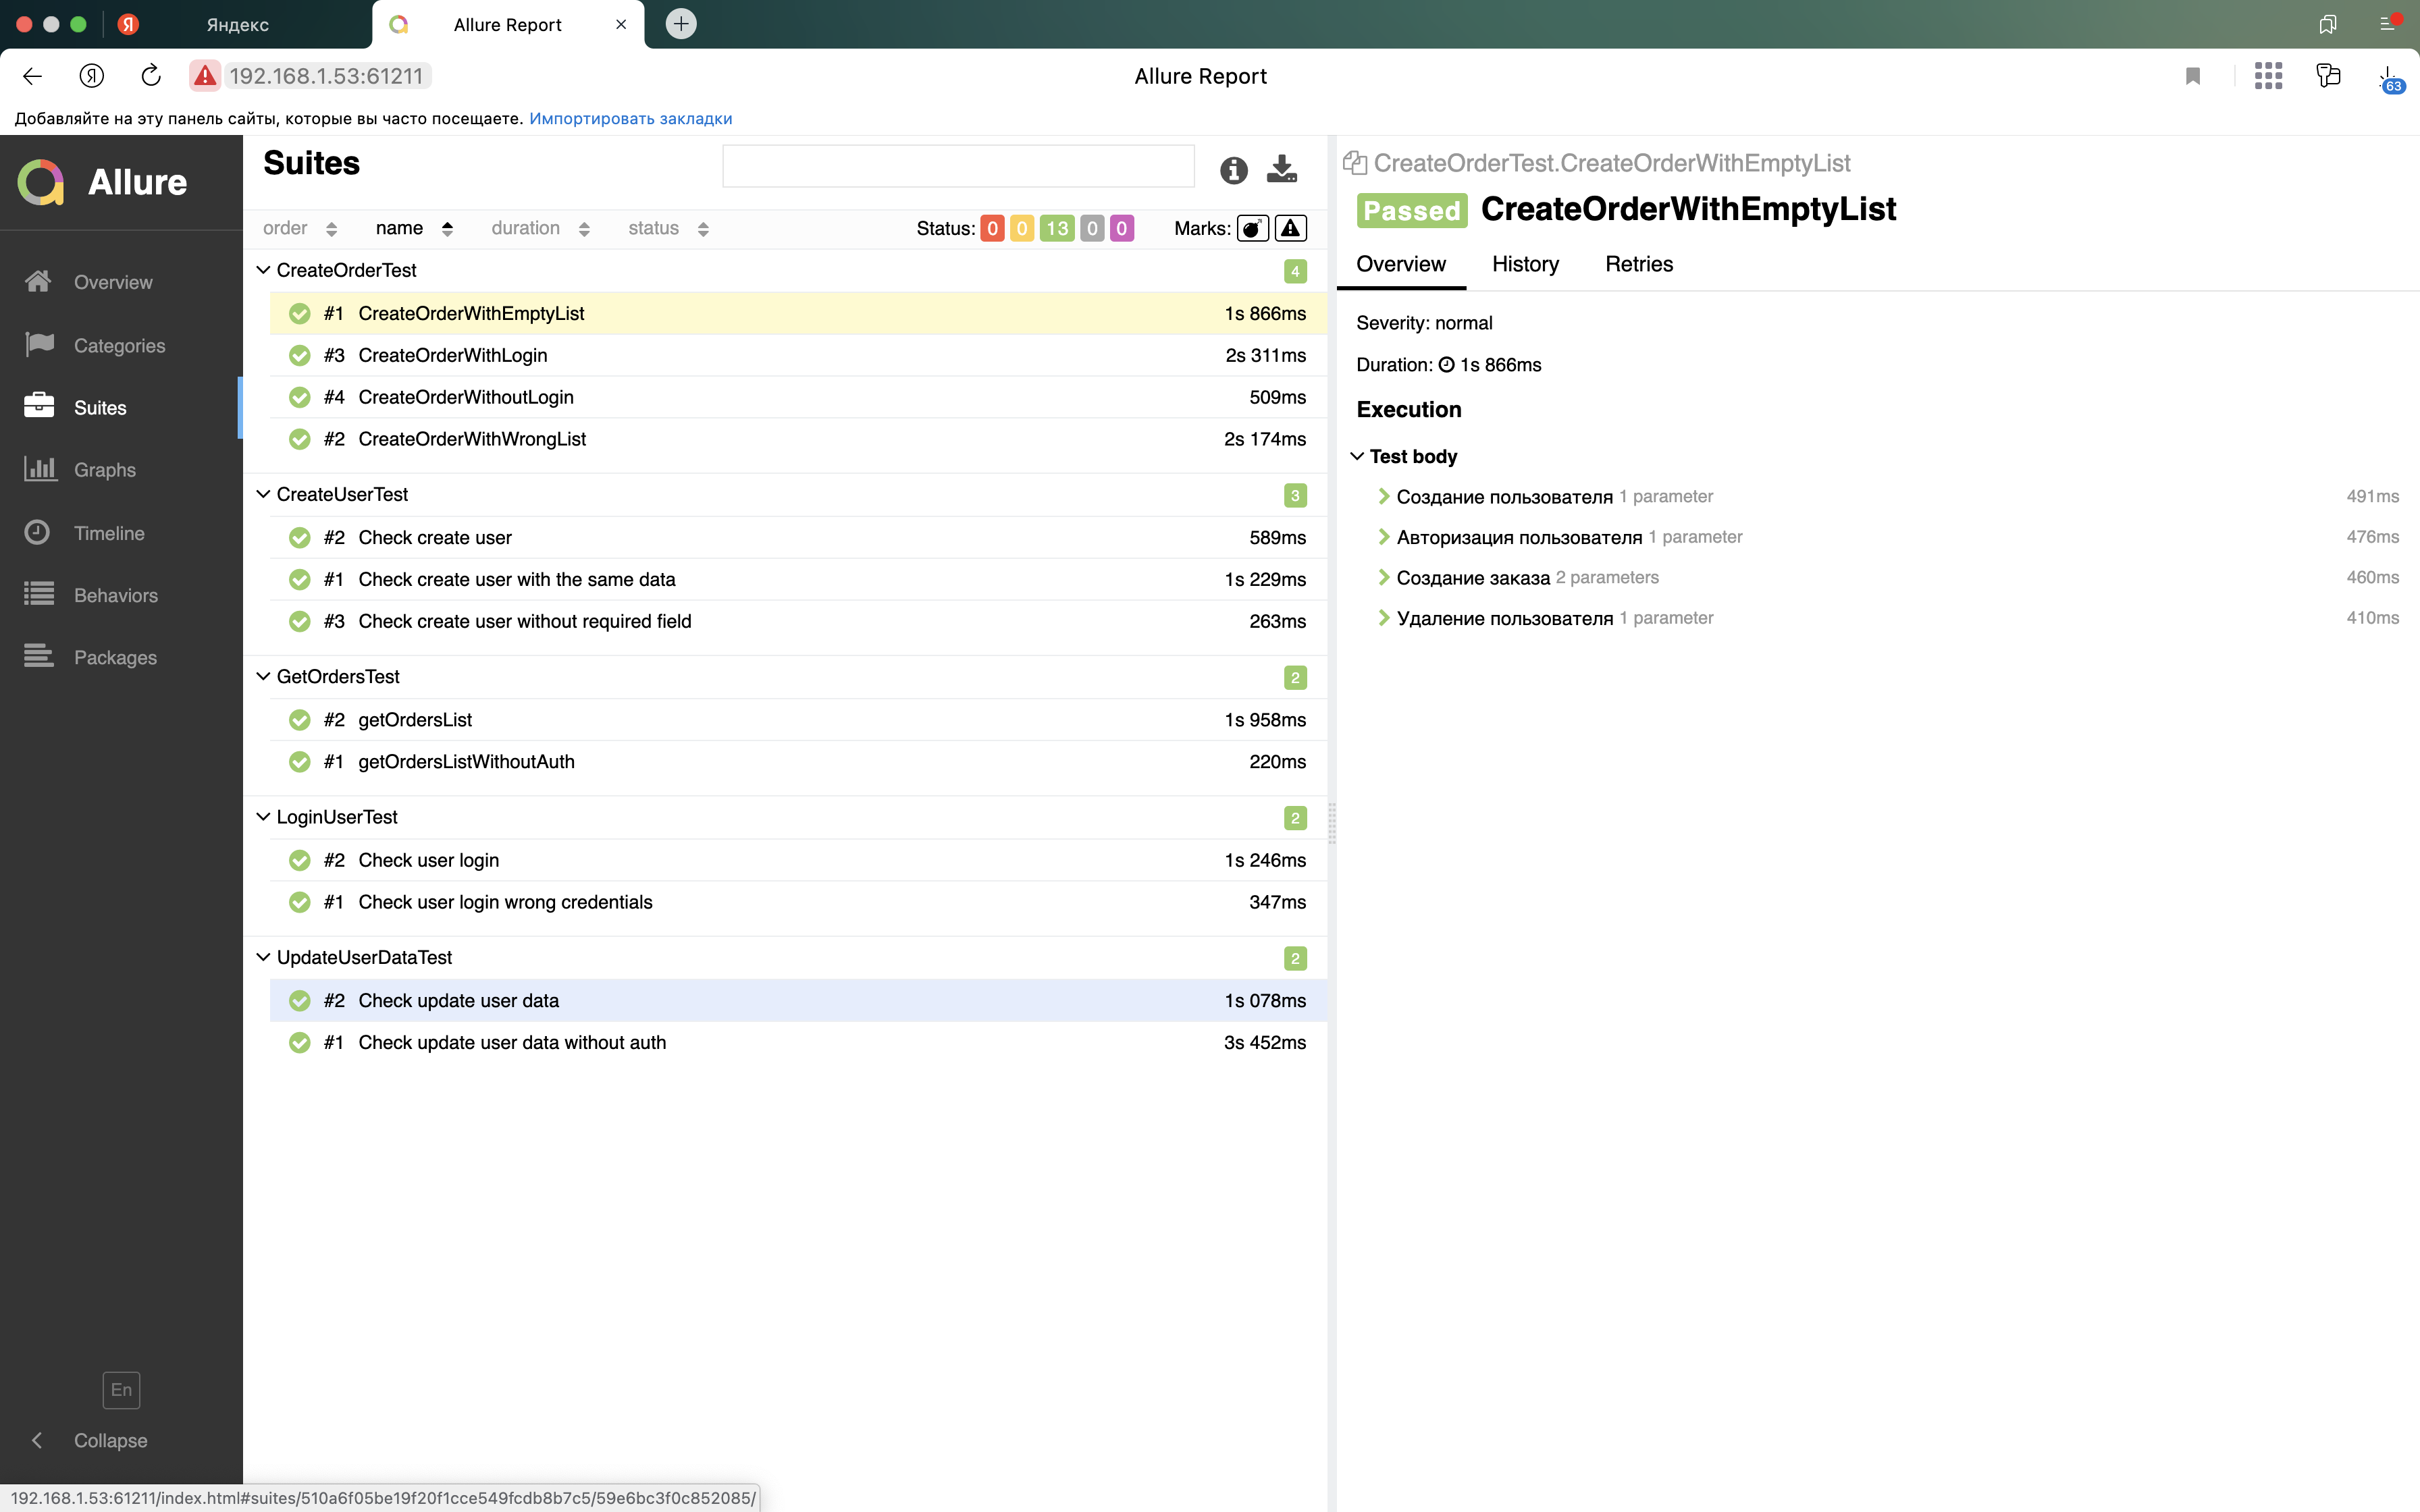 Я
Яндекс
Allure Report
Я
192.168.1.53:61211
Allure Report
63
Добавляйте на эту панель сайты, которые вы часто посещаете. Импортировать закладки
Allure
Overview
Categories
Suites
Graphs
Timeline
Behaviors
Packages
En
Collapse
Suites
order name duration status Status: 0 0 13 0 0 Marks:
CreateOrderTest 4
#1 CreateOrderWithEmptyList 1s 866ms
#3 CreateOrderWithLogin 2s 311ms
#4 CreateOrderWithoutLogin 509ms
#2 CreateOrderWithWrongList 2s 174ms
CreateUserTest 3
#2 Check create user 589ms
#1 Check create user with the same data 1s 229ms
#3 Check create user without required field 263ms
GetOrdersTest 2
#2 getOrdersList 1s 958ms
#1 getOrdersListWithoutAuth 220ms
LoginUserTest 2
#2 Check user login 1s 246ms
#1 Check user login wrong credentials 347ms
UpdateUserDataTest 2
#2 Check update user data 1s 078ms
#1 Check update user data without auth 3s 452ms
CreateOrderTest.CreateOrderWithEmptyList
Passed CreateOrderWithEmptyList
Overview History Retries
Severity: normal
Duration: 1s 866ms
Execution
Test body
Создание пользователя 1 parameter 491ms
Авторизация пользователя 1 parameter 476ms
Создание заказа 2 parameters 460ms
Удаление пользователя 1 parameter 410ms
192.168.1.53:61211/index.html#suites/510a6f05be19f20f1cce549fcdb8b7c5/59e6bc3f0c852085/